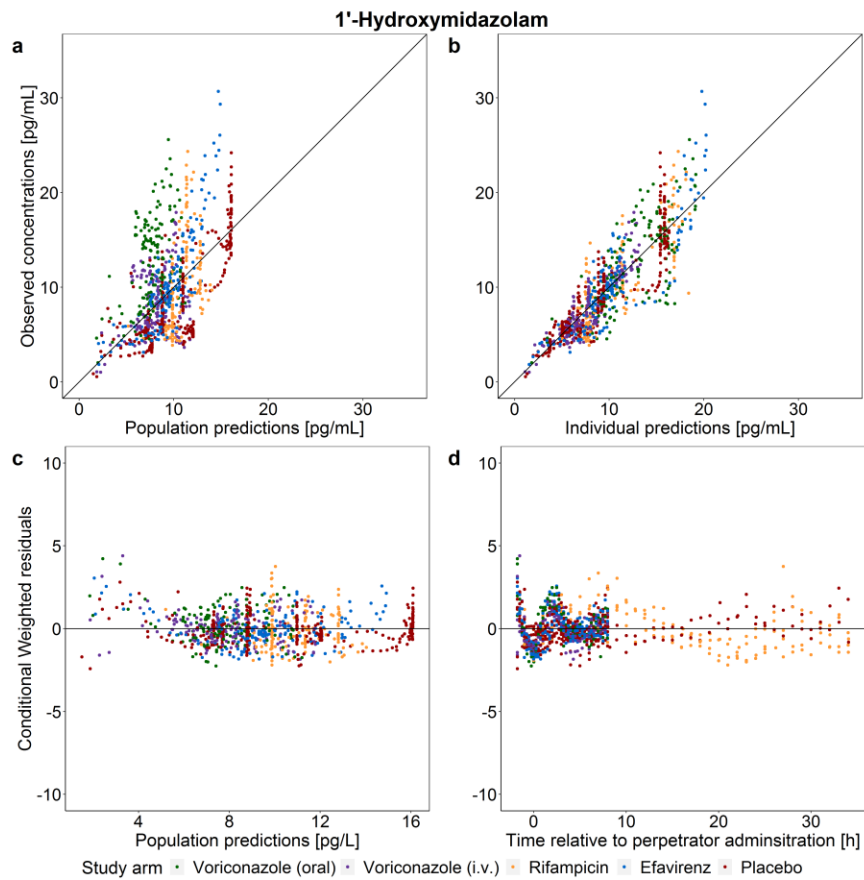 1'-Hydroxymidazolam
a
b
Observed concentrations [pg/mL]
30
20
10
0
0 10 20 30
Population predictions [pg/mL]
30
20
10
0
0 10 20 30
Individual predictions [pg/mL]
c
d
Conditional Weighted residuals
10
5
0
-5
-10
4 8 12 16
Population predictions [pg/L]
10
5
0
-5
-10
0 10 20 30
Time relative to perpetrator adminsitration [h]
Study arm Voriconazole (oral) Voriconazole (i.v.) Rifampicin Efavirenz Placebo